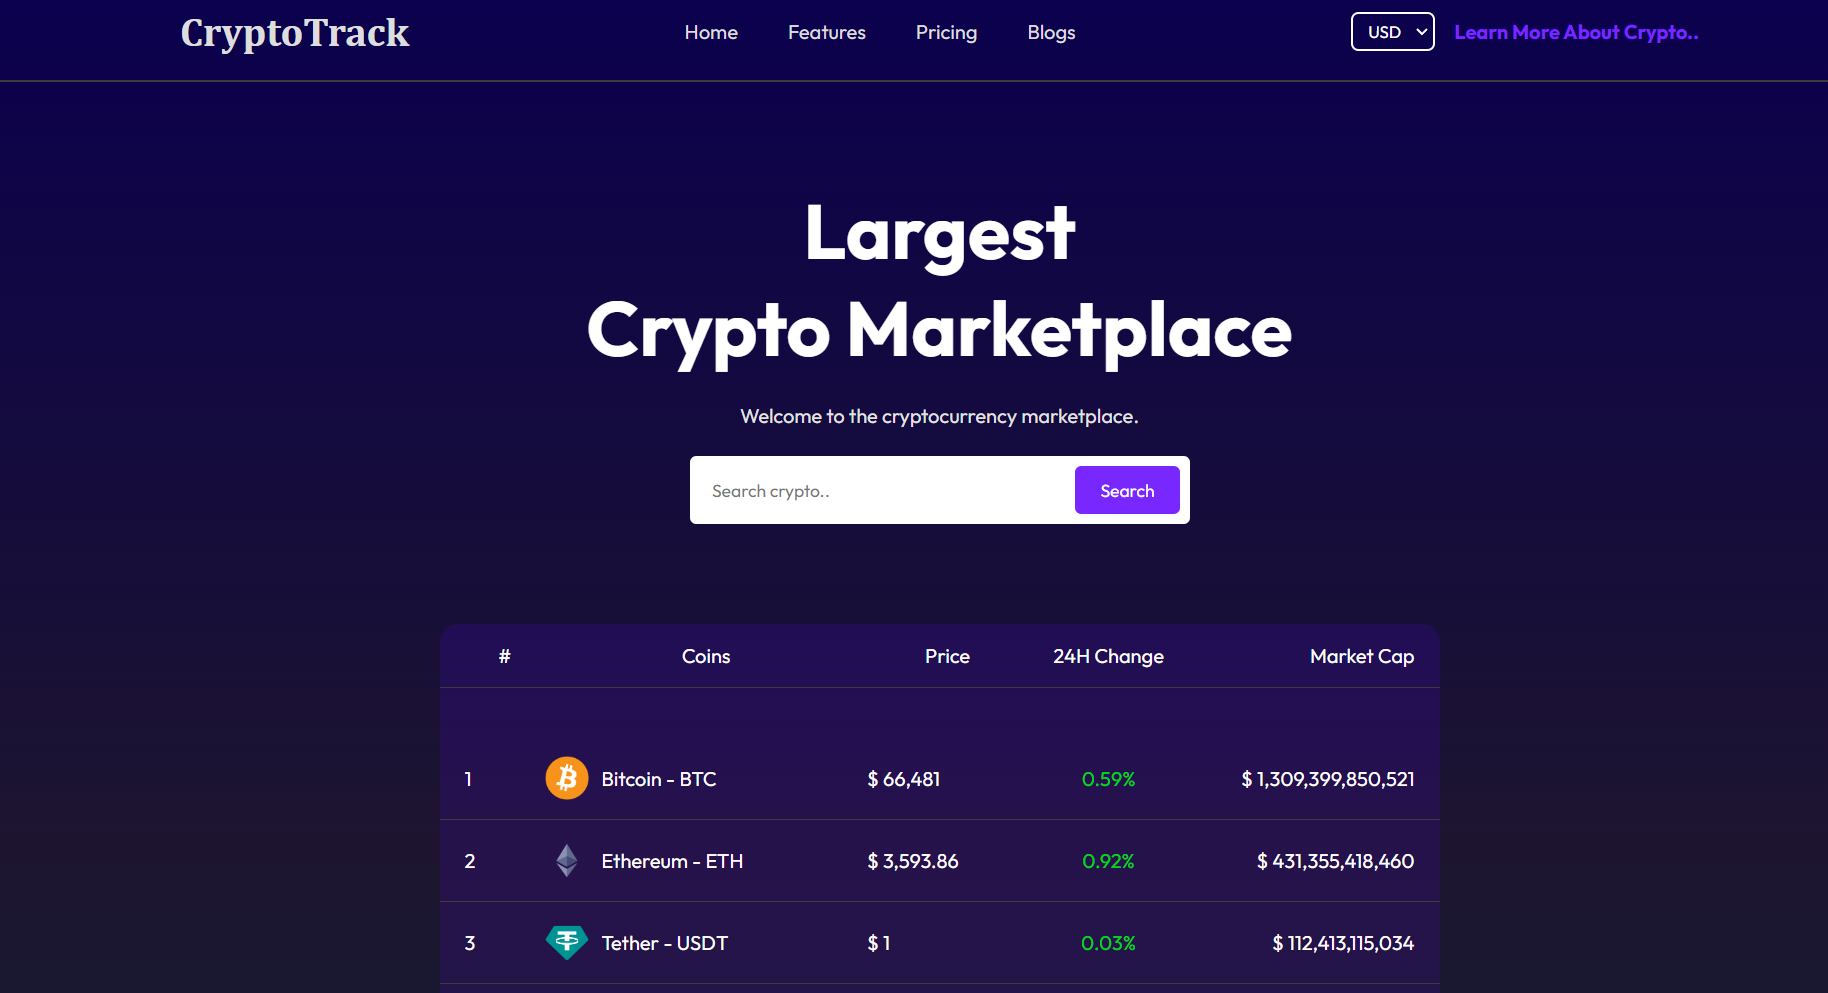 CryptoTrack Home Features Pricing Blogs USD Learn More About Crypto..
Largest
Crypto Marketplace
Welcome to the cryptocurrency marketplace.
Search crypto.. Search
# Coins Price 24H Change Market Cap
1 Bitcoin - BTC $ 66,481 0.59% $ 1,309,399,850,521
2 Ethereum - ETH $ 3,593.86 0.92% $ 431,355,418,460
3 Tether - USDT $ 1 0.03% $ 112,413,115,034